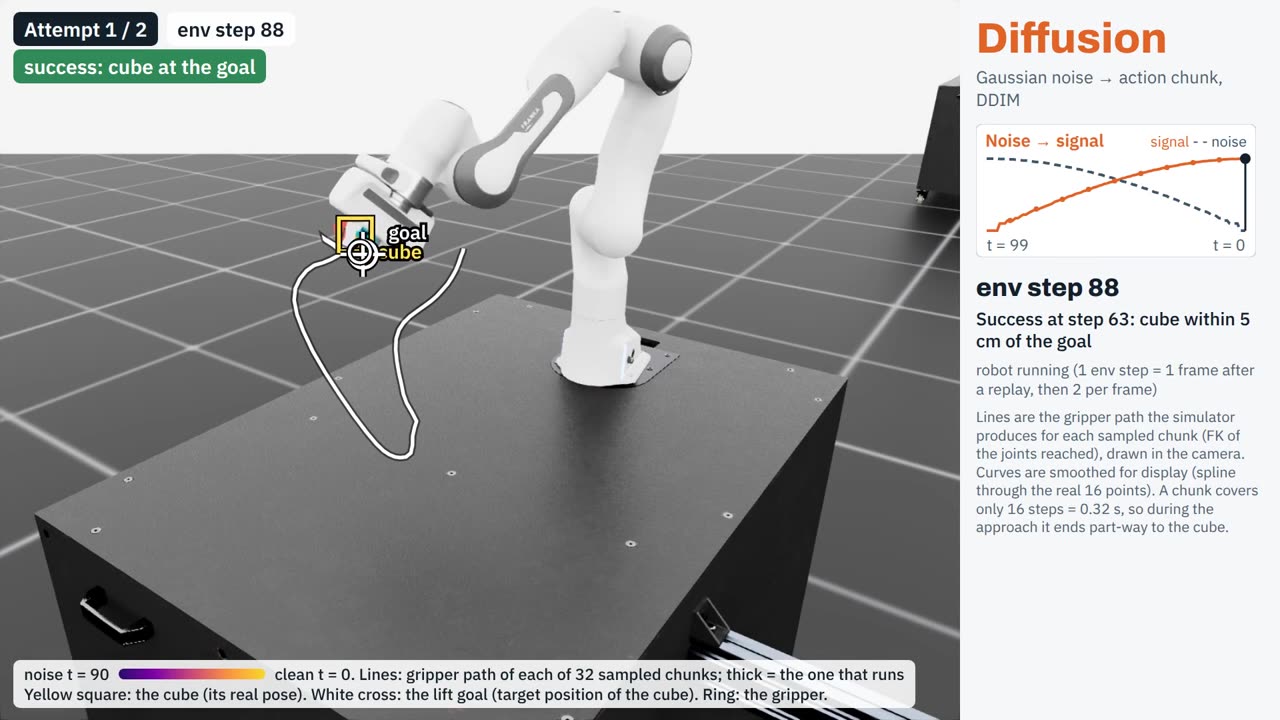 Attempt 1 / 2
env step 88
success: cube at the goal
FRANKA
goal
cube
noise t = 90
clean t = 0. Lines: gripper path of each of 32 sampled chunks; thick = the one that runs
Yellow square: the cube (its real pose). White cross: the lift goal (target position of the cube). Ring: the gripper.
Diffusion
Gaussian noise → action chunk,
DDIM
Noise → signal
signal - - noise
t = 99
t = 0
env step 88
Success at step 63: cube within 5
cm of the goal
robot running (1 env step = 1 frame after
a replay, then 2 per frame)
Lines are the gripper path the simulator
produces for each sampled chunk (FK of
the joints reached), drawn in the camera.
Curves are smoothed for display (spline
through the real 16 points). A chunk covers
only 16 steps = 0.32 s, so during the
approach it ends part-way to the cube.